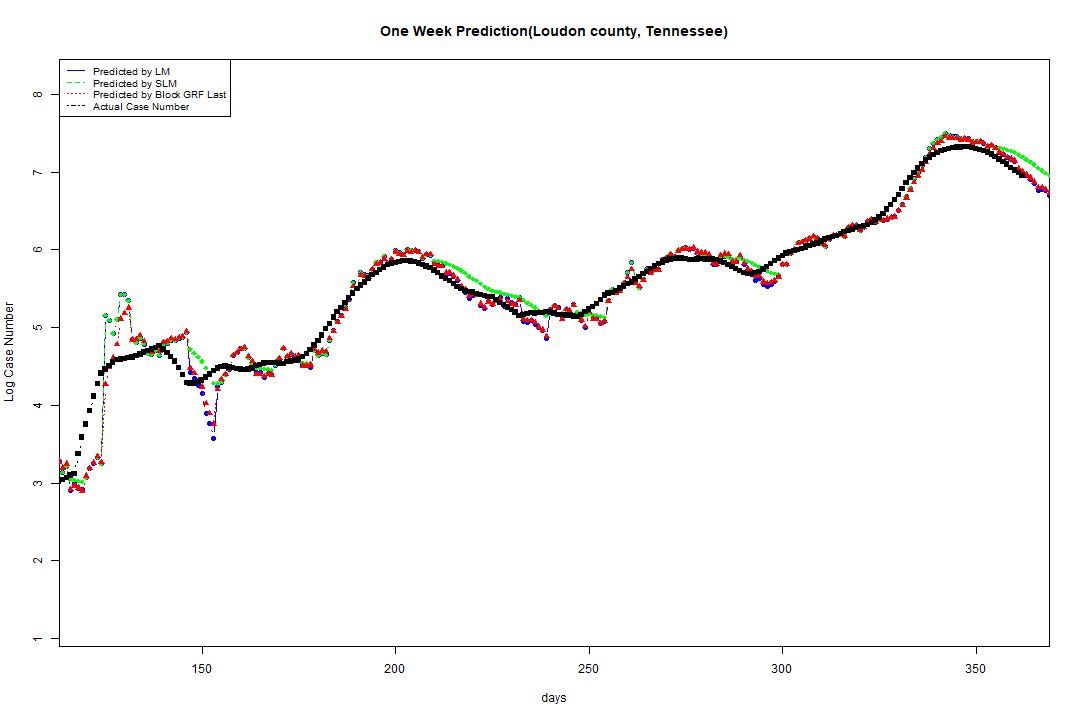 One Week Prediction(Loudon county, Tennessee)
Predicted by LM
Predicted by SLM
Predicted by Block GRF Last
Actual Case Number
Log Case Number
8
7
6
5
4
3
2
1
150 200 250 300 350
days